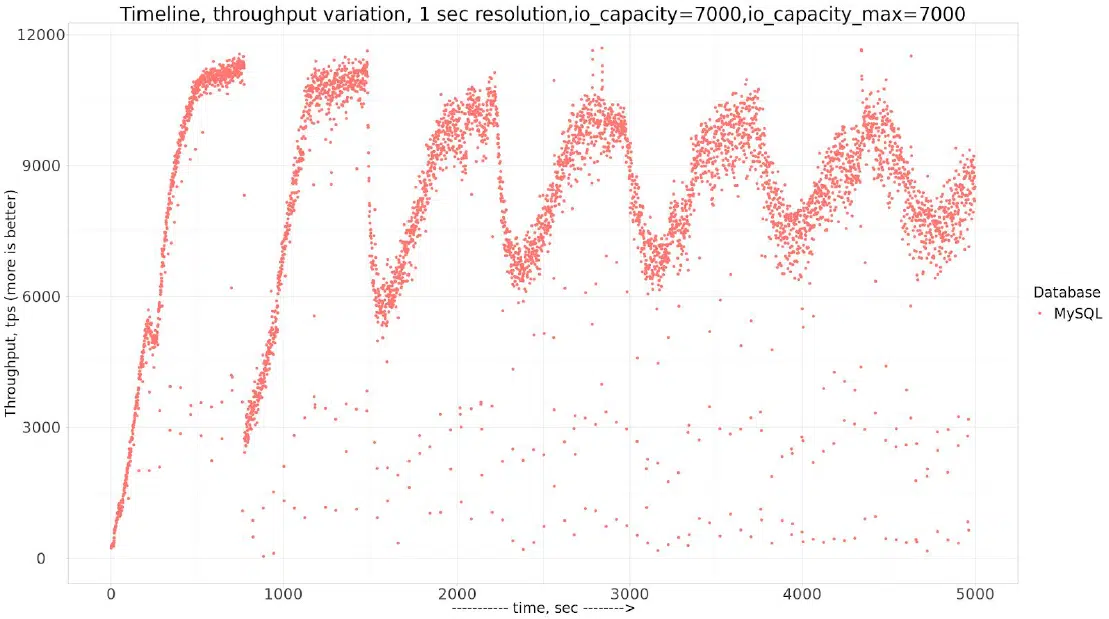 Timeline, throughput variation, 1 sec resolution,io_capacity=7000,io_capacity_max=7000
Throughput, tps (more is better)
12000
9000
6000
3000
0
0 1000 2000 3000 4000 5000
----------- time, sec -------->
Database
MySQL